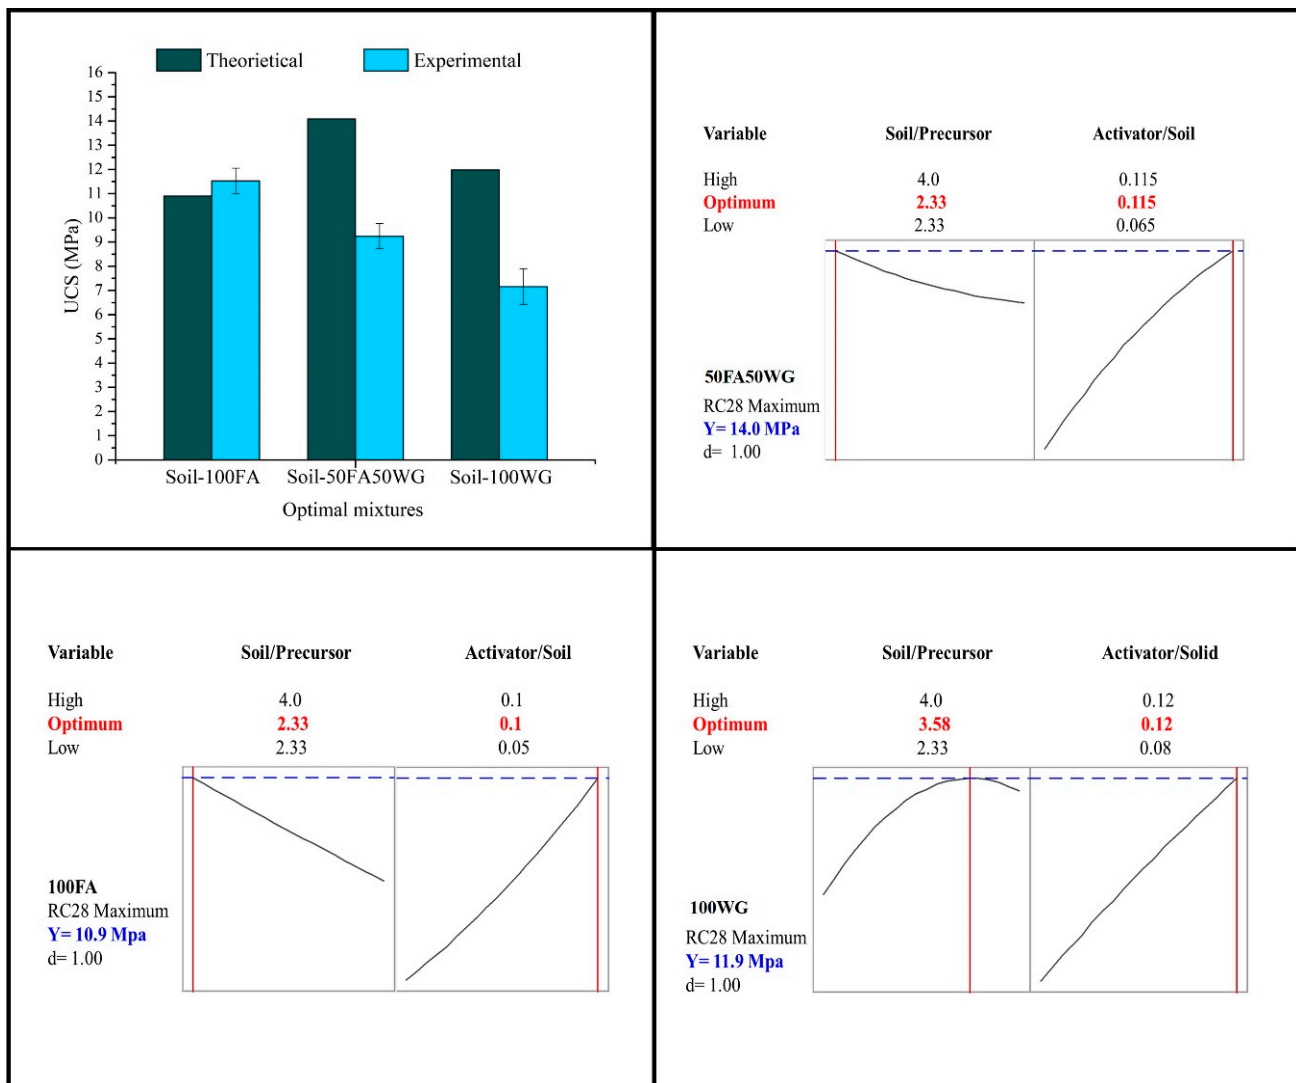 Theorietical Experimental
16
15
14
13
12
11
10
9
8
7
6
5
4
3
2
1
0
UCS (MPa)
Soil-100FA Soil-50FA50WG Soil-100WG
Optimal mixtures
Variable Soil/Precursor Activator/Soil
High 4.0 0.115
Optimum 2.33 0.115
Low 2.33 0.065
50FA50WG
RC28 Maximum
Y= 14.0 MPa
d= 1.00
Variable Soil/Precursor Activator/Soil
High 4.0 0.1
Optimum 2.33 0.1
Low 2.33 0.05
100FA
RC28 Maximum
Y= 10.9 Mpa
d= 1.00
Variable Soil/Precursor Activator/Solid
High 4.0 0.12
Optimum 3.58 0.12
Low 2.33 0.08
100WG
RC28 Maximum
Y= 11.9 Mpa
d= 1.00